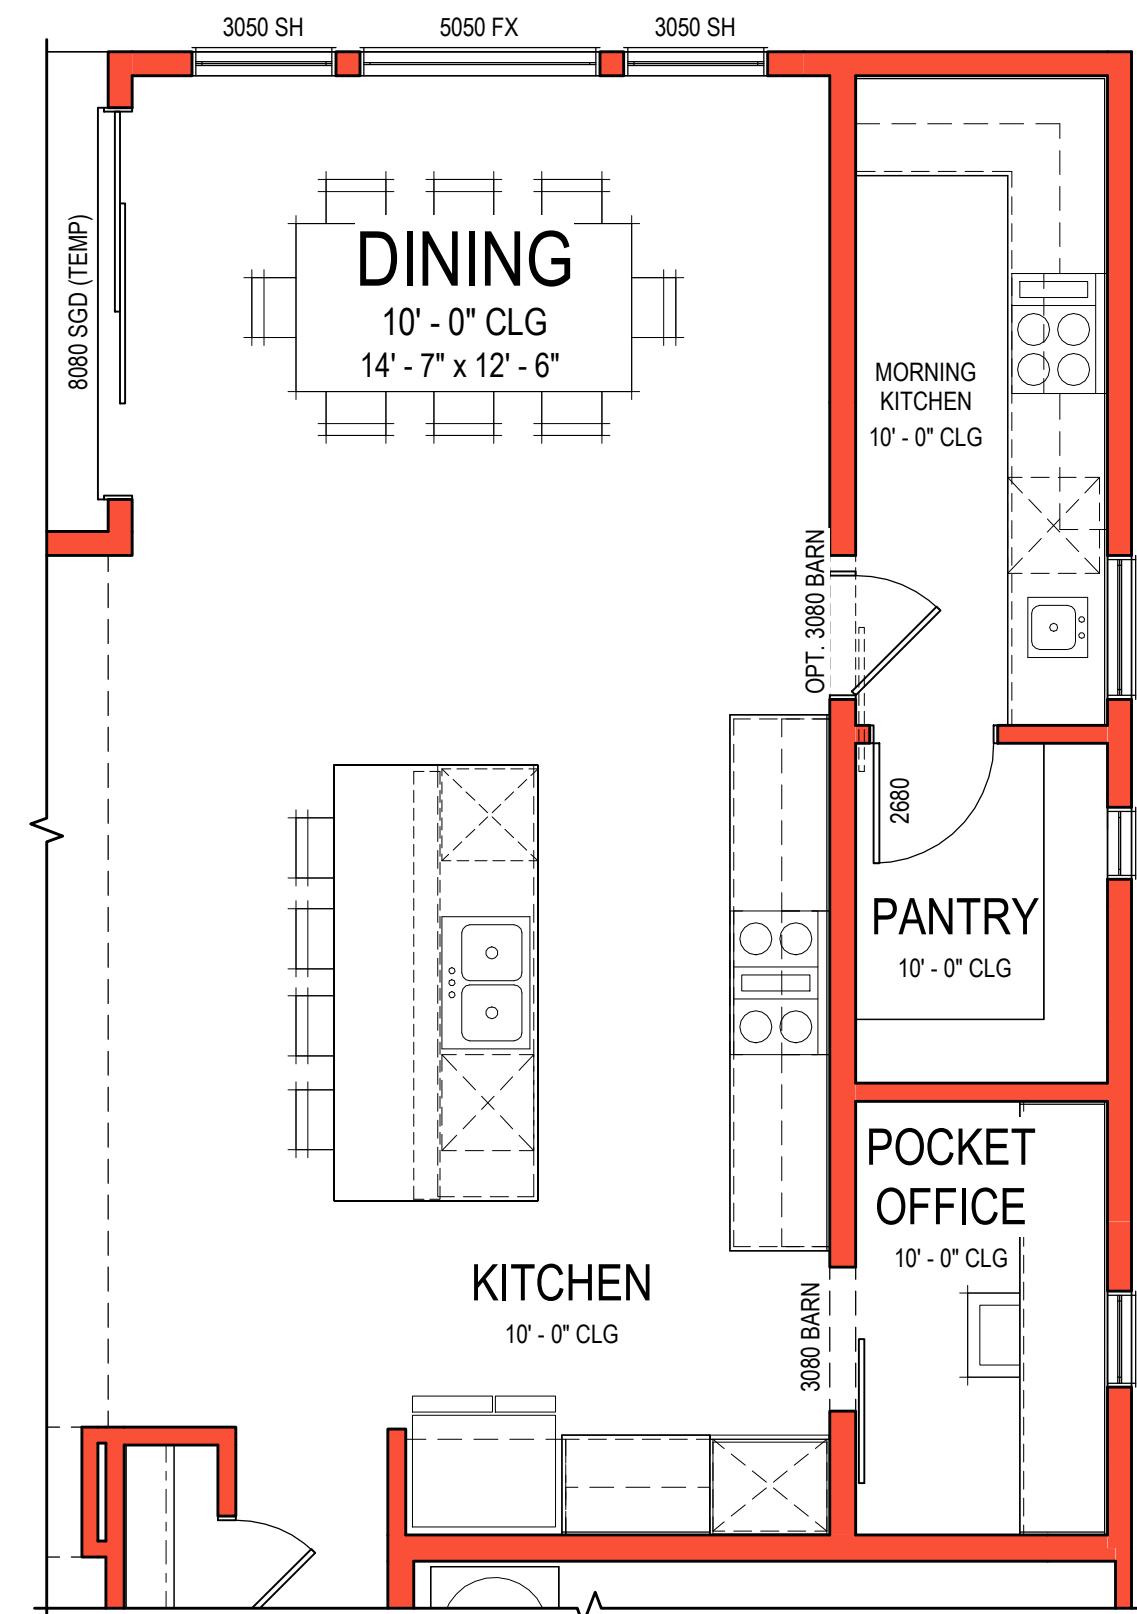 3050 SH
5050 FX
3050 SH
8080 SGD (TEMP)
DINING
10' - 0" CLG
14' - 7" x 12' - 6"
MORNING
KITCHEN
10' - 0" CLG
OPT. 3080 BARN
2680
PANTRY
10' - 0" CLG
POCKET
OFFICE
10' - 0" CLG
KITCHEN
10' - 0" CLG
3080 BARN